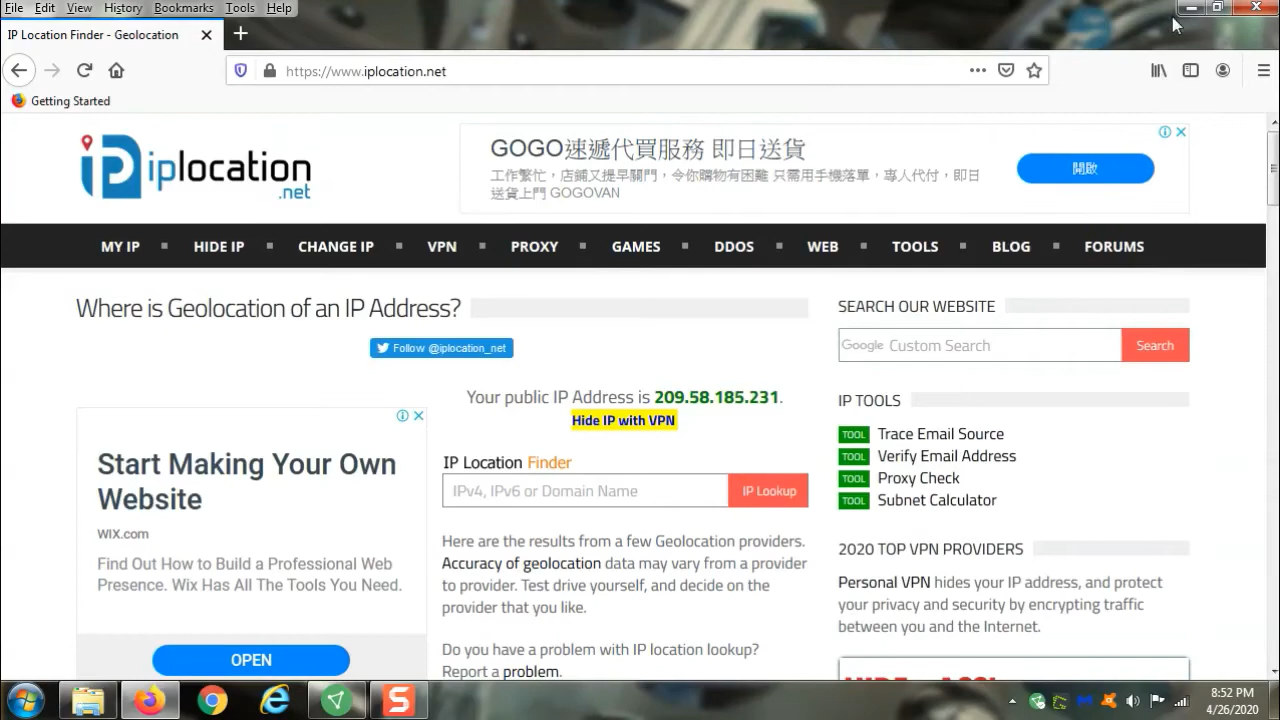 File Edit View History Bookmarks Tools Help
IP Location Finder - Geolocation
https://www.iplocation.net
Getting Started
iplocation
.net
GOGO速遞代買服務 即日送貨
工作繁忙，店鋪又提早關門，令你購物有困難 只需用手機落單，專人代付，即日
送貨上門 GOGOVAN
開啟
MY IP HIDE IP CHANGE IP VPN PROXY GAMES DDOS WEB TOOLS BLOG FORUMS
Where is Geolocation of an IP Address?
Follow @iplocation_net
Your public IP Address is 209.58.185.231.
Hide IP with VPN
Start Making Your Own
Website
WIX.com
Find Out How to Build a Professional Web
Presence. Wix Has All The Tools You Need.
OPEN
IP Location Finder
IPv4, IPv6 or Domain Name
IP Lookup
Here are the results from a few Geolocation providers.
Accuracy of geolocation data may vary from a provider
to provider. Test drive yourself, and decide on the
provider that you like.
Do you have a problem with IP location lookup?
Report a problem.
SEARCH OUR WEBSITE
Google Custom Search
Search
IP TOOLS
TOOL Trace Email Source
TOOL Verify Email Address
TOOL Proxy Check
TOOL Subnet Calculator
2020 TOP VPN PROVIDERS
Personal VPN hides your IP address, and protect
your privacy and security by encrypting traffic
between you and the Internet.
8:52 PM
4/26/2020